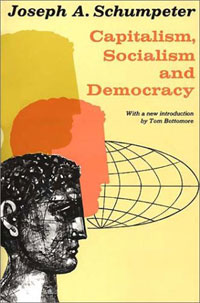 Joseph A. Schumpeter
Capitalism,
Socialism
and
Democracy
With a new introduction
by Tom Bottomore